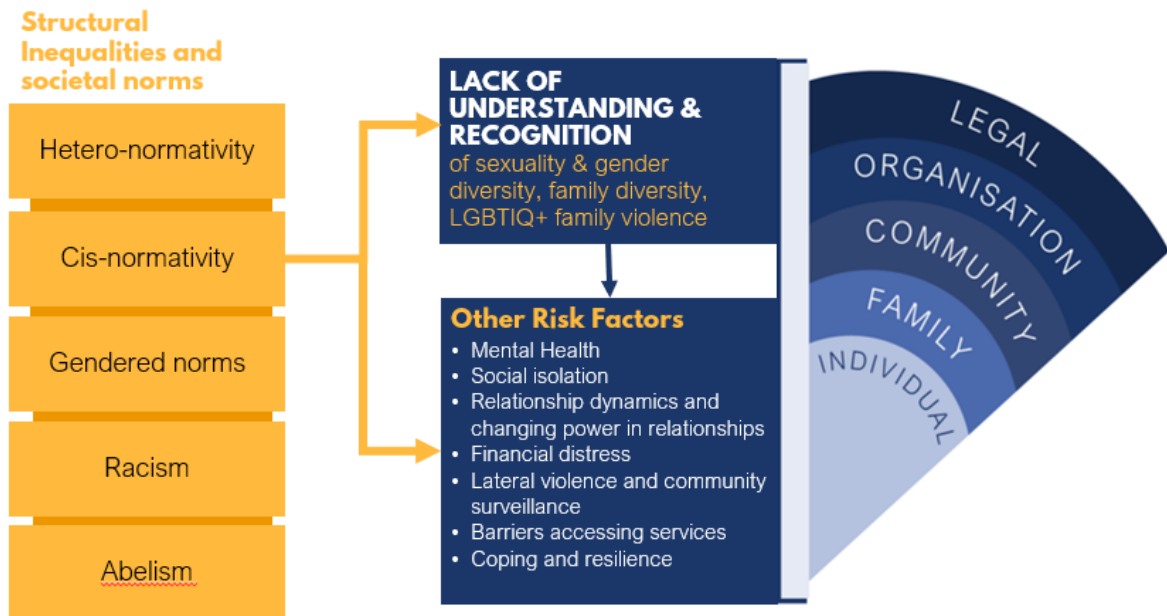 Structural
Inequalities and
societal norms
Hetero-normativity
Cis-normativity
Gendered norms
Racism
Abelism
LACK OF
UNDERSTANDING &
RECOGNITION
of sexuality & gender
diversity, family diversity,
LGBTIQ+ family violence
Other Risk Factors
• Mental Health
• Social isolation
• Relationship dynamics and
changing power in relationships
• Financial distress
• Lateral violence and community
surveillance
• Barriers accessing services
• Coping and resilience
LEGAL
ORGANISATION
COMMUNITY
FAMILY
INDIVIDUAL